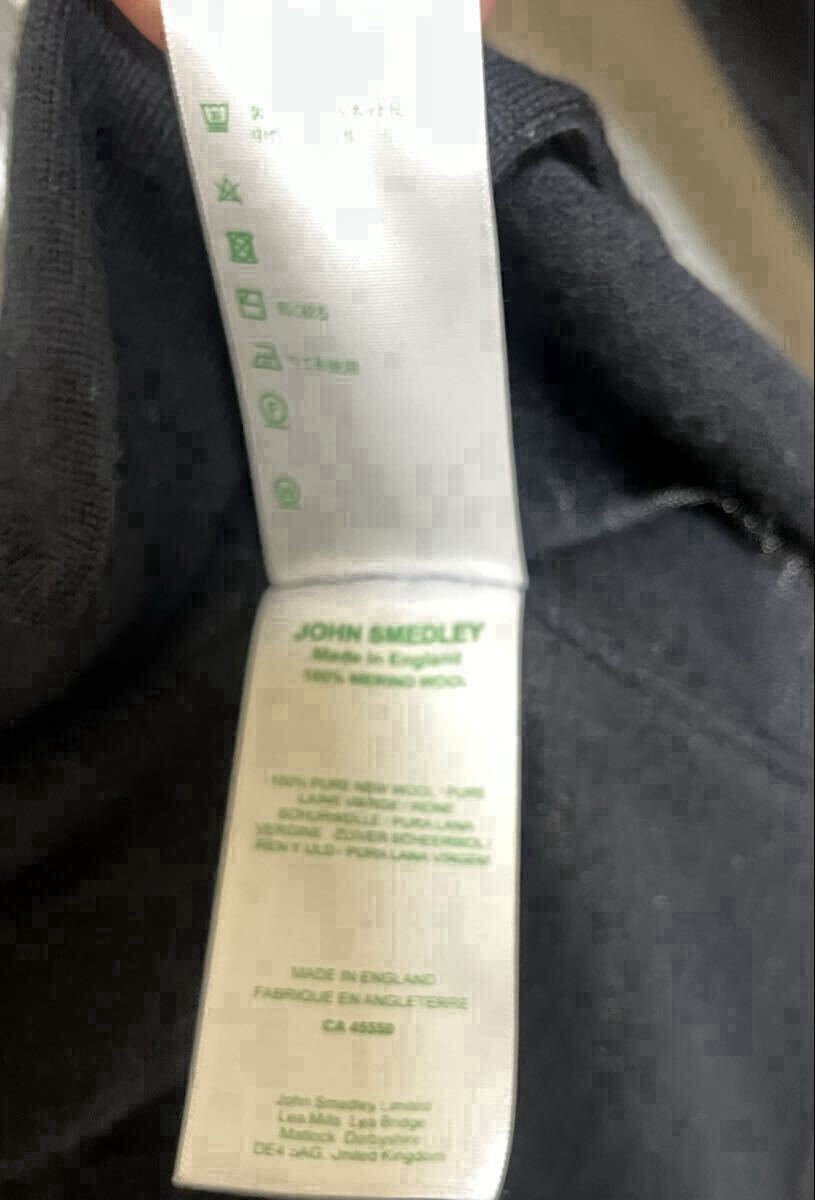 JOHN SMEDLEY
Made in England
100% MERINO WOOL
100% PURE NEW WOOL / PURE
LAINE VIERGE / REINE
SCHURWOLLE / PURA LANA
VERGINE / ZUIVER SCHEERWOL /
REN Y ULD / PURA LANA VIRGEM
MADE IN ENGLAND
FABRIQUE EN ANGLETERRE
CA 45559
John Smedley Limited
Lea Mills Lea Bridge
Matlock Derbyshire
DE4 5AG. United Kingdom